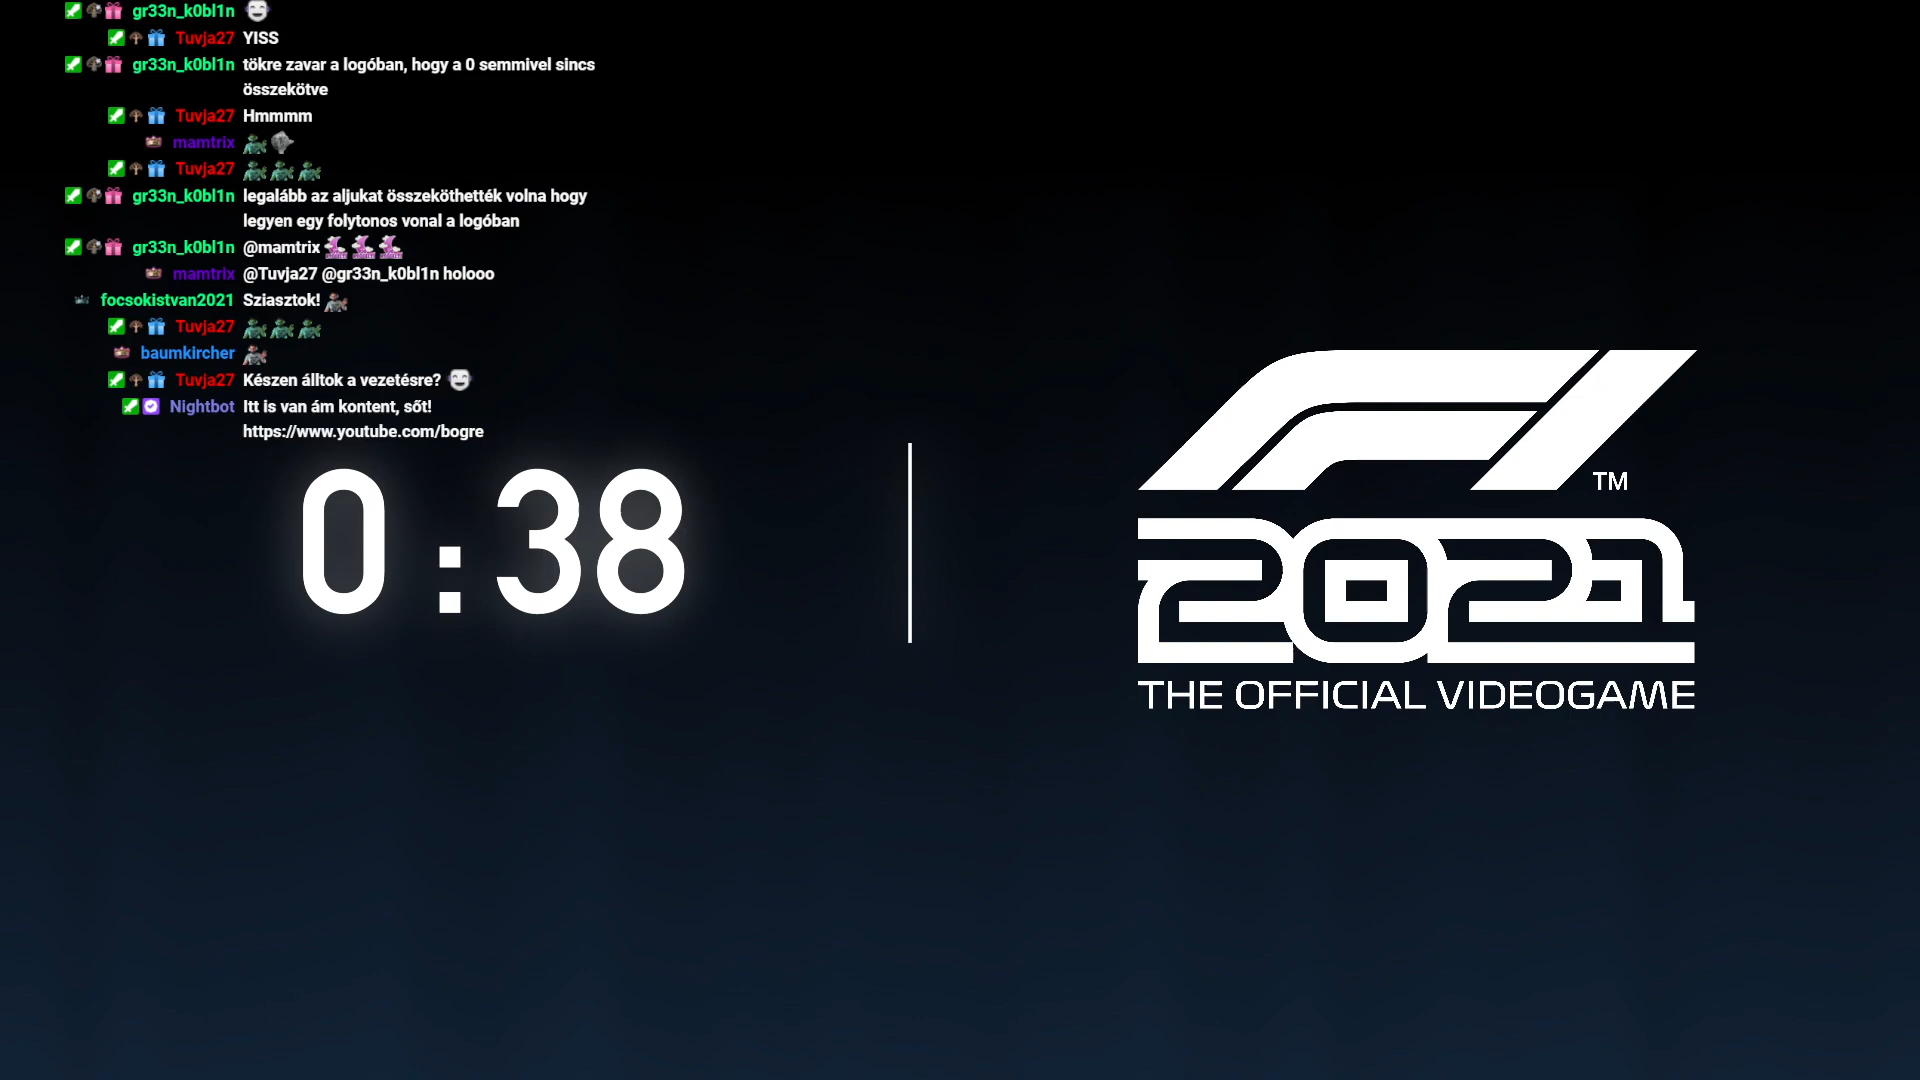 gr33n_k0bl1n
Tuvja27 YISS
gr33n_k0bl1n tökre zavar a logóban, hogy a 0 semmivel sincs
összekötve
Tuvja27 Hmmmm
mamtrix
Tuvja27
gr33n_k0bl1n legalább az aljukat összeköthették volna hogy
legyen egy folytonos vonal a logóban
gr33n_k0bl1n @mamtrix
mamtrix @Tuvja27 @gr33n_k0bl1n holooo
focsokistvan2021 Sziasztok!
Tuvja27
baumkircher
Tuvja27 Készen álltok a vezetésre?
Nightbot Itt is van ám kontent, sőt!
https://www.youtube.com/bogre
0:38
F1 TM
2021
THE OFFICIAL VIDEOGAME